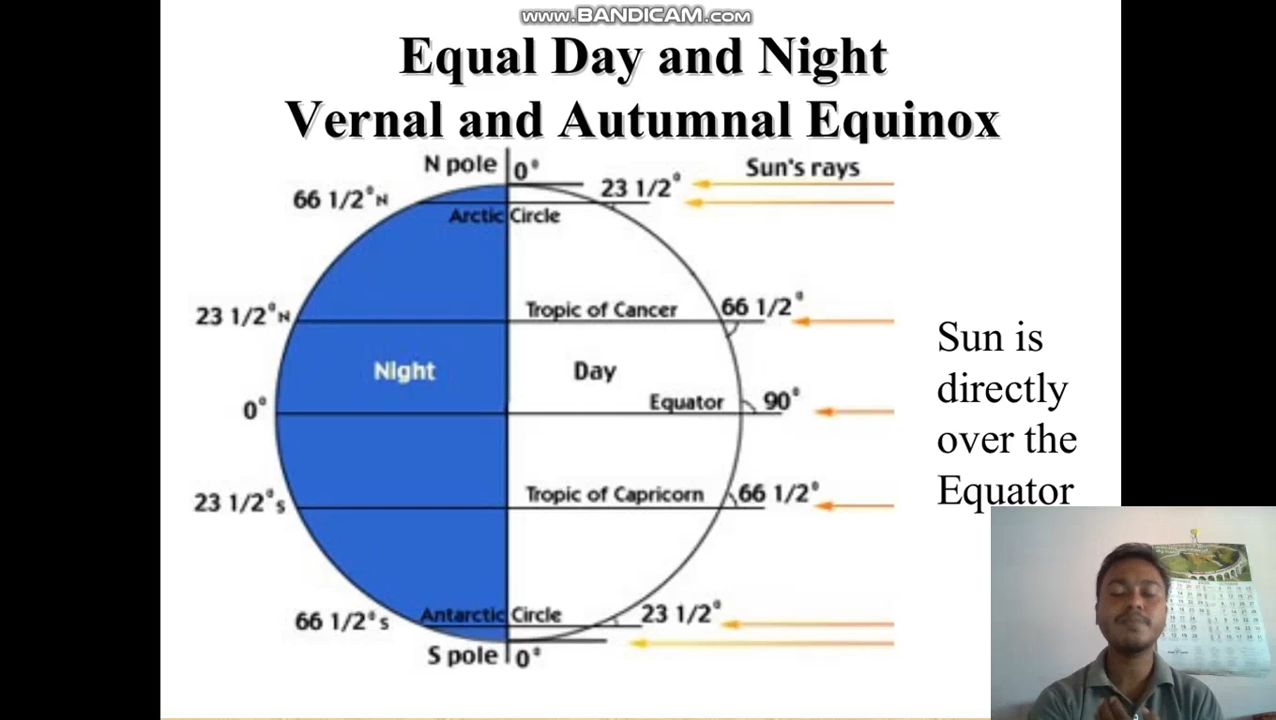 www.BANDICAM.com
Equal Day and Night
Vernal and Autumnal Equinox
N pole 0°
Sun's rays
66 1/2° N
23 1/2°
Arctic Circle
23 1/2° N
Tropic of Cancer
66 1/2°
Night
Day
0°
Equator
90°
23 1/2° S
Tropic of Capricorn
66 1/2°
66 1/2° S
Antarctic Circle
23 1/2°
S pole 0°
Sun is
directly
over the
Equator